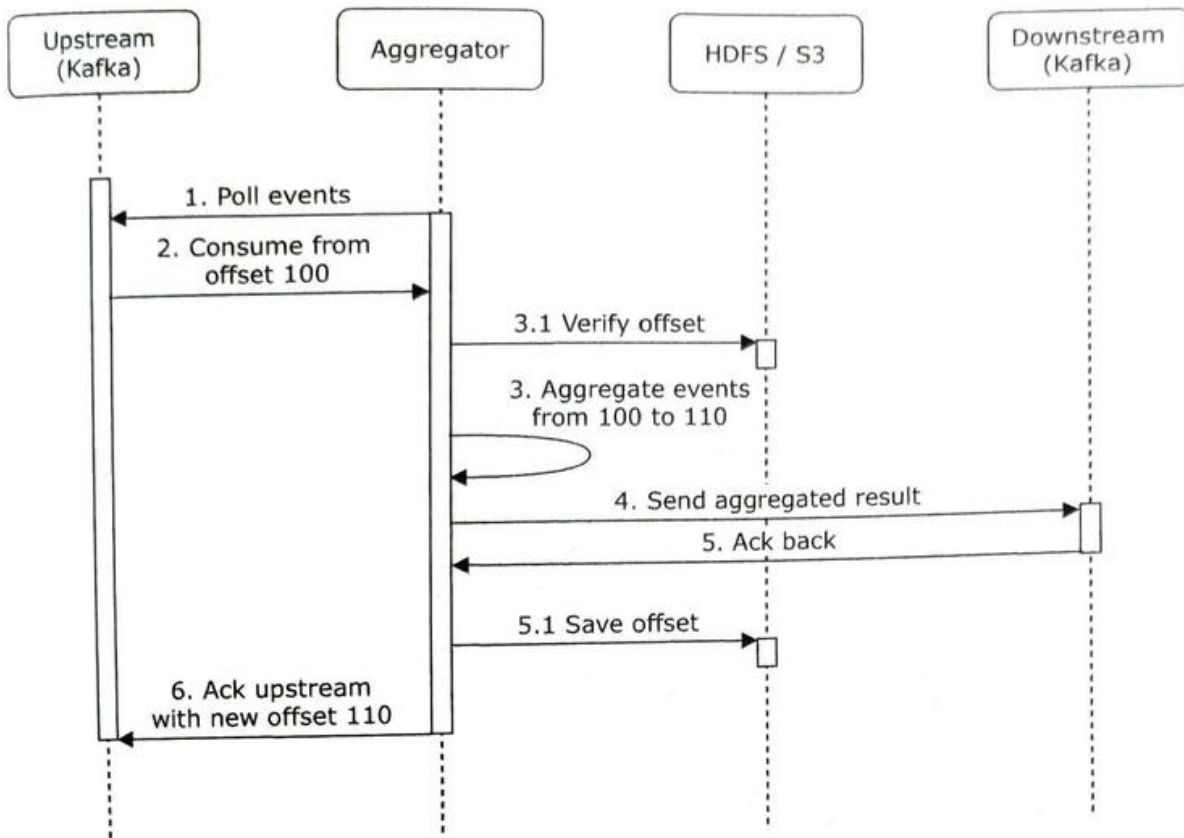 Upstream
(Kafka)
Aggregator
HDFS / S3
Downstream
(Kafka)
1. Poll events
2. Consume from
offset 100
3.1 Verify offset
3. Aggregate events
from 100 to 110
4. Send aggregated result
5. Ack back
5.1 Save offset
6. Ack upstream
with new offset 110